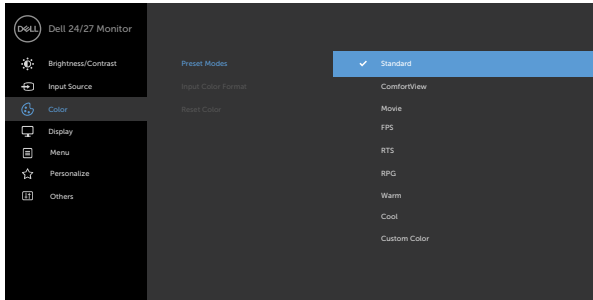 DELL
Dell 24/27 Monitor
Brightness/Contrast
Input Source
Color
Display
Menu
Personalize
Others
Preset Modes
Input Color Format
Reset Color
Standard
ComfortView
Movie
FPS
RTS
RPG
Warm
Cool
Custom Color